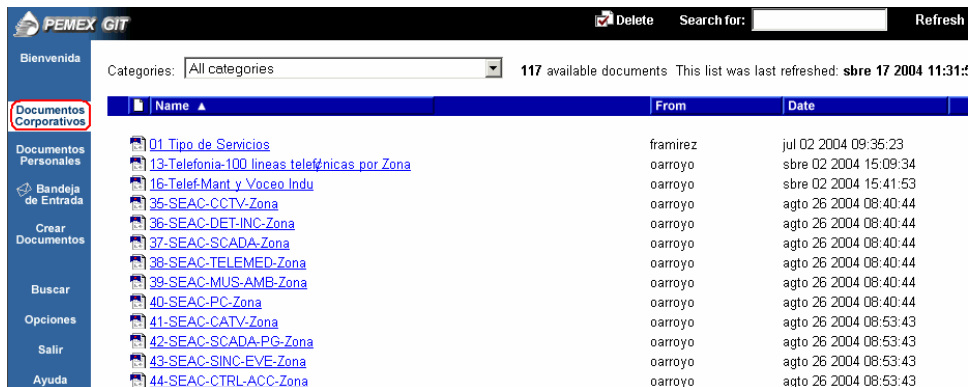 PEMEX GIT
Delete Search for: Refresh
Bienvenida
Categories: All categories
117 available documents This list was last refreshed: sbre 17 2004 11:31:5
Name From Date
Documentos
Corporativos
Documentos
Personales
Bandeja
de Entrada
Crear
Documentos
Buscar
Opciones
Salir
Ayuda
01 Tipo de Servicios framirez jul 02 2004 09:35:23
13-Telefonia-100 lineas telef¢nicas por Zona oarroyo sbre 02 2004 15:09:34
16-Telef-Mant y Voceo Indu oarroyo sbre 02 2004 15:41:53
35-SEAC-CCTV-Zona oarroyo agto 26 2004 08:40:44
36-SEAC-DET-INC-Zona oarroyo agto 26 2004 08:40:44
37-SEAC-SCADA-Zona oarroyo agto 26 2004 08:40:44
38-SEAC-TELEMED-Zona oarroyo agto 26 2004 08:40:44
39-SEAC-MUS-AMB-Zona oarroyo agto 26 2004 08:40:44
40-SEAC-PC-Zona oarroyo agto 26 2004 08:40:44
41-SEAC-CATV-Zona oarroyo agto 26 2004 08:53:43
42-SEAC-SCADA-PG-Zona oarroyo agto 26 2004 08:53:43
43-SEAC-SINC-EVE-Zona oarroyo agto 26 2004 08:53:43
44-SEAC-CTRL-ACC-Zona oarroyo agto 26 2004 08:53:43